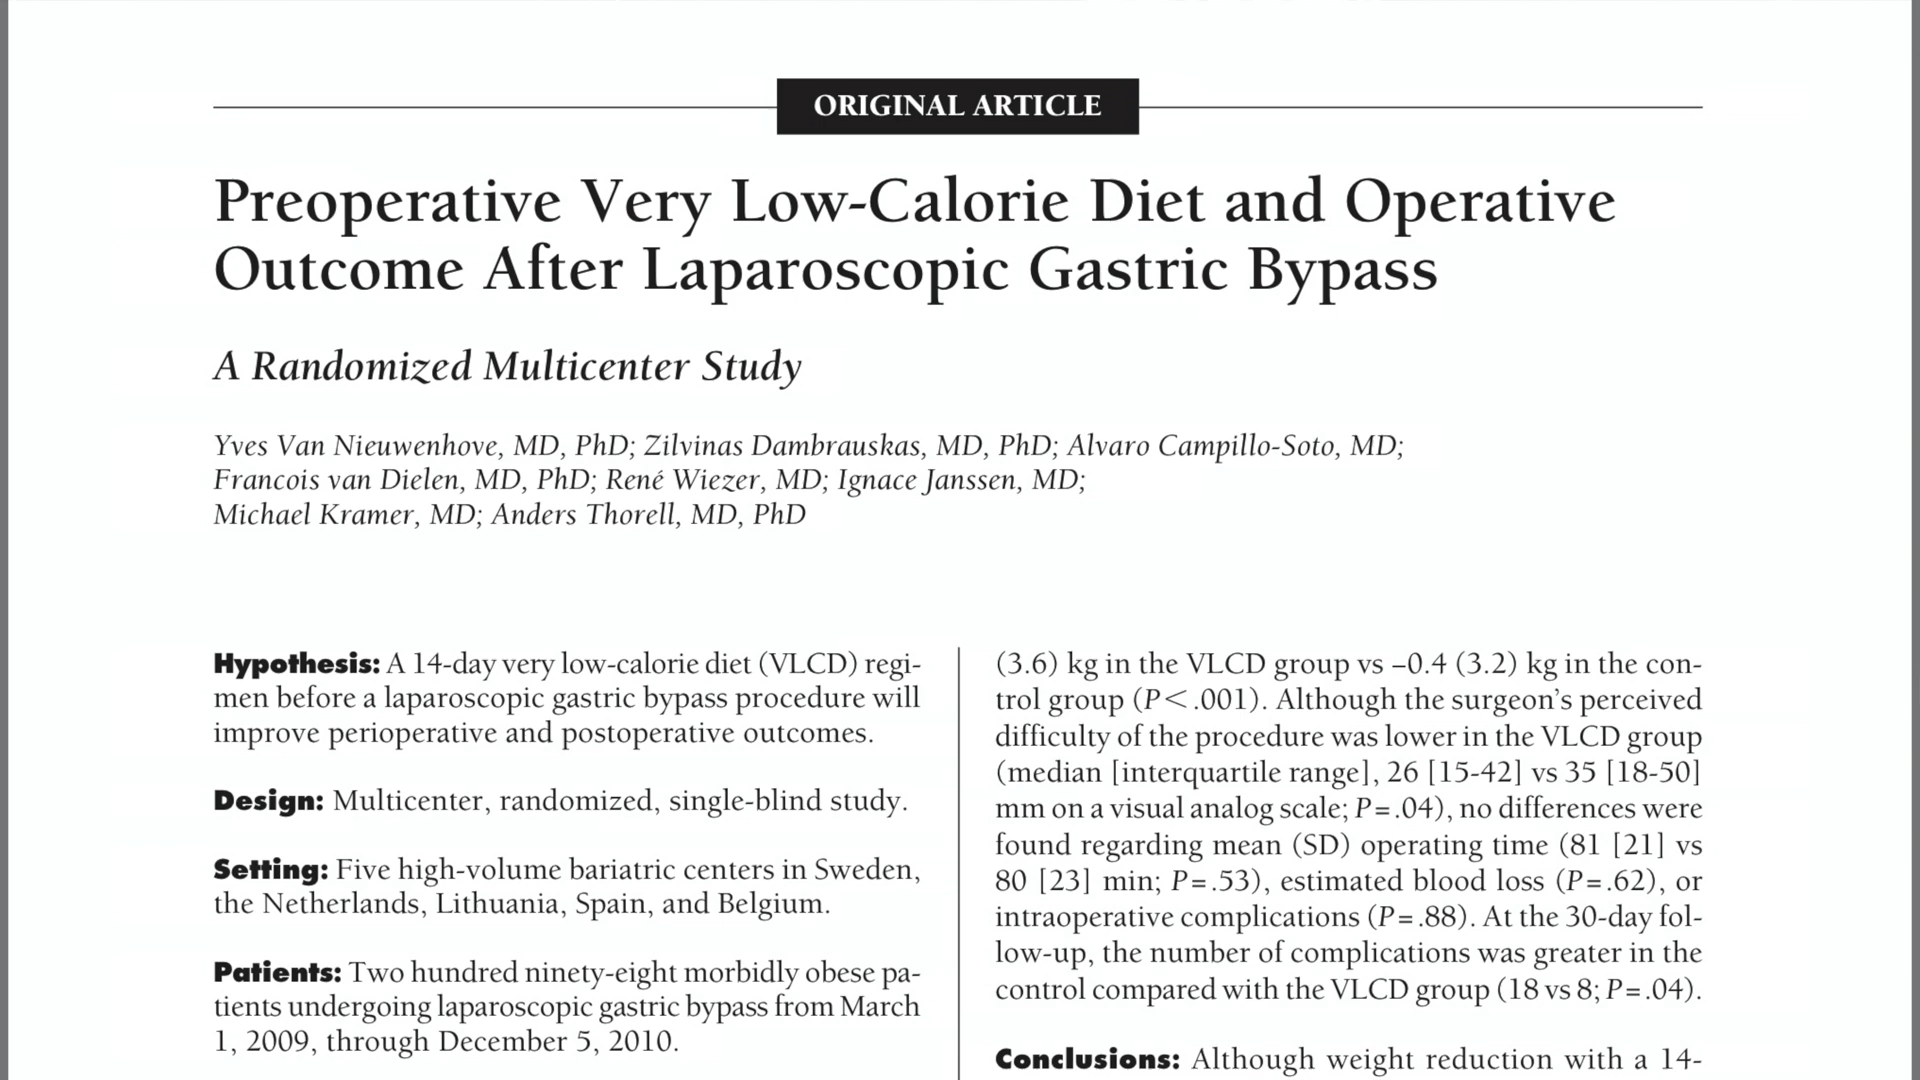 ORIGINAL ARTICLE
Preoperative Very Low-Calorie Diet and Operative
Outcome After Laparoscopic Gastric Bypass
A Randomized Multicenter Study
Yves Van Nieuwenhove, MD, PhD; Zilvinas Dambrauskas, MD, PhD; Alvaro Campillo-Soto, MD;
Francois van Dielen, MD, PhD; René Wiezer, MD; Ignace Janssen, MD;
Michael Kramer, MD; Anders Thorell, MD, PhD
Hypothesis: A 14-day very low-calorie diet (VLCD) regi-
men before a laparoscopic gastric bypass procedure will
improve perioperative and postoperative outcomes.
Design: Multicenter, randomized, single-blind study.
Setting: Five high-volume bariatric centers in Sweden,
the Netherlands, Lithuania, Spain, and Belgium.
Patients: Two hundred ninety-eight morbidly obese pa-
tients undergoing laparoscopic gastric bypass from March
1, 2009, through December 5, 2010.
(3.6) kg in the VLCD group vs −0.4 (3.2) kg in the con-
trol group (P<.001). Although the surgeon's perceived
difficulty of the procedure was lower in the VLCD group
(median [interquartile range], 26 [15-42] vs 35 [18-50]
mm on a visual analog scale; P=.04), no differences were
found regarding mean (SD) operating time (81 [21] vs
80 [23] min; P=.53), estimated blood loss (P=.62), or
intraoperative complications (P=.88). At the 30-day fol-
low-up, the number of complications was greater in the
control compared with the VLCD group (18 vs 8; P=.04).
Conclusions: Although weight reduction with a 14-